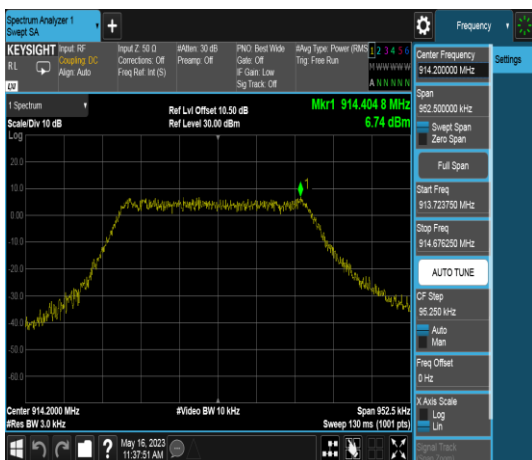 Spectrum Analyzer 1
Swept SA
Frequency
KEYSIGHT
RL
LXI
Input: RF
Coupling: DC
Align: Auto
Input Z: 50 Ω
Corrections: Off
Freq Ref: Int (S)
#Atten: 30 dB
Preamp: Off
PNO: Best Wide
Gate: Off
IF Gain: Low
Sig Track: Off
#Avg Type: Power (RMS
Trig: Free Run
1 2 3 4 5 6
M W W W W W
A N N N N N
1 Spectrum
Scale/Div 10 dB
Ref Lvl Offset 10.50 dB
Ref Level 30.00 dBm
Mkr1 914.404 8 MHz
6.74 dBm
Log
20.0
10.0
0.00
-10.0
-20.0
-30.0
-40.0
-50.0
-60.0
1
Center 914.2000 MHz
#Res BW 3.0 kHz
#Video BW 10 kHz
Span 952.5 kHz
Sweep 130 ms (1001 pts)
?
May 16, 2023
11:37:51 AM
Center Frequency
914.200000 MHz
Span
952.500000 kHz
Swept Span
Zero Span
Full Span
Start Freq
913.723750 MHz
Stop Freq
914.676250 MHz
AUTO TUNE
CF Step
95.250 kHz
Auto
Man
Freq Offset
0 Hz
X Axis Scale
Log
Lin
Signal Track
(Span Zoom)
Settings